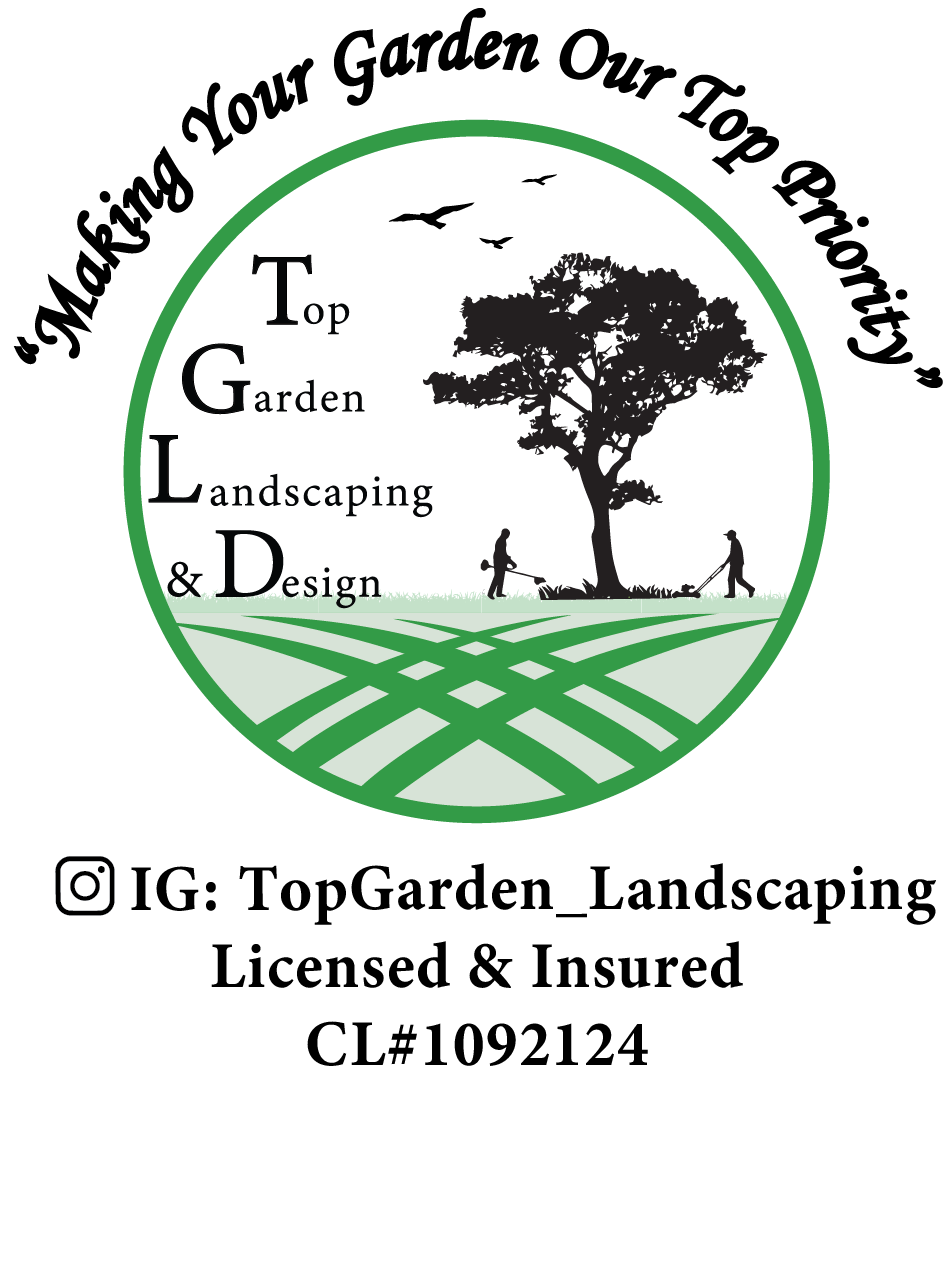 “Making Your Garden Our Top Priority”
Top
Garden
Landscaping
& Design
IG: TopGarden_Landscaping
Licensed & Insured
CL#1092124